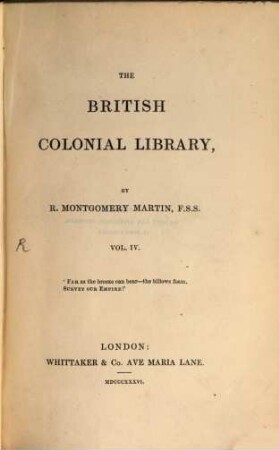 THE
BRITISH
COLONIAL LIBRARY,
BY
R. MONTGOMERY MARTIN, F.S.S.
VOL. IV.
'Far as the breeze can bear—the billows foam,
Survey our Empire!'
R
LONDON:
WHITTAKER & Co. AVE MARIA LANE.
MDCCCXXXVI.